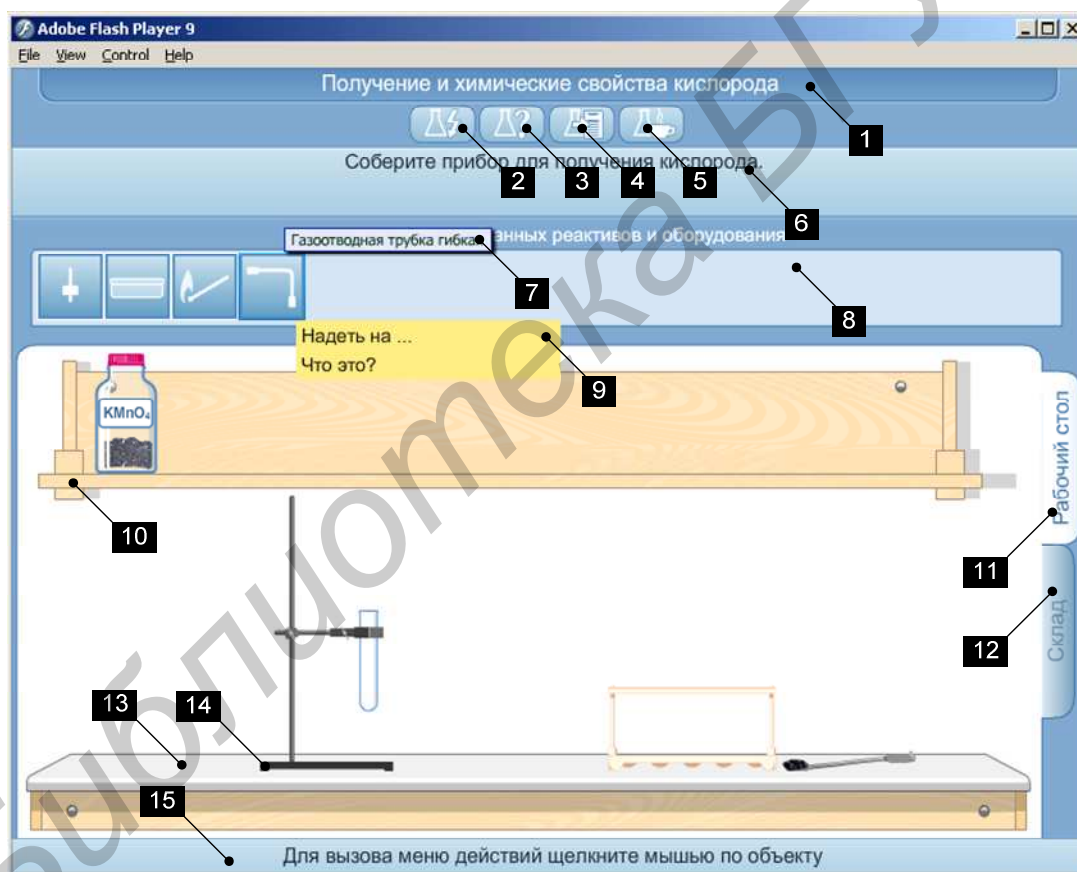 Adobe Flash Player 9
File View Control Help
Получение и химические свойства кислорода
1
2
3
4
5
Соберите прибор для получения кислорода.
6
Газоотводная трубка гибкая
анных реактивов и оборудования
7
8
Надеть на ...
Что это?
9
KMnO₄
10
Рабочий стол
11
Склад
12
13
14
15
Для вызова меню действий щелкните мышью по объекту
Библиотека БГУ